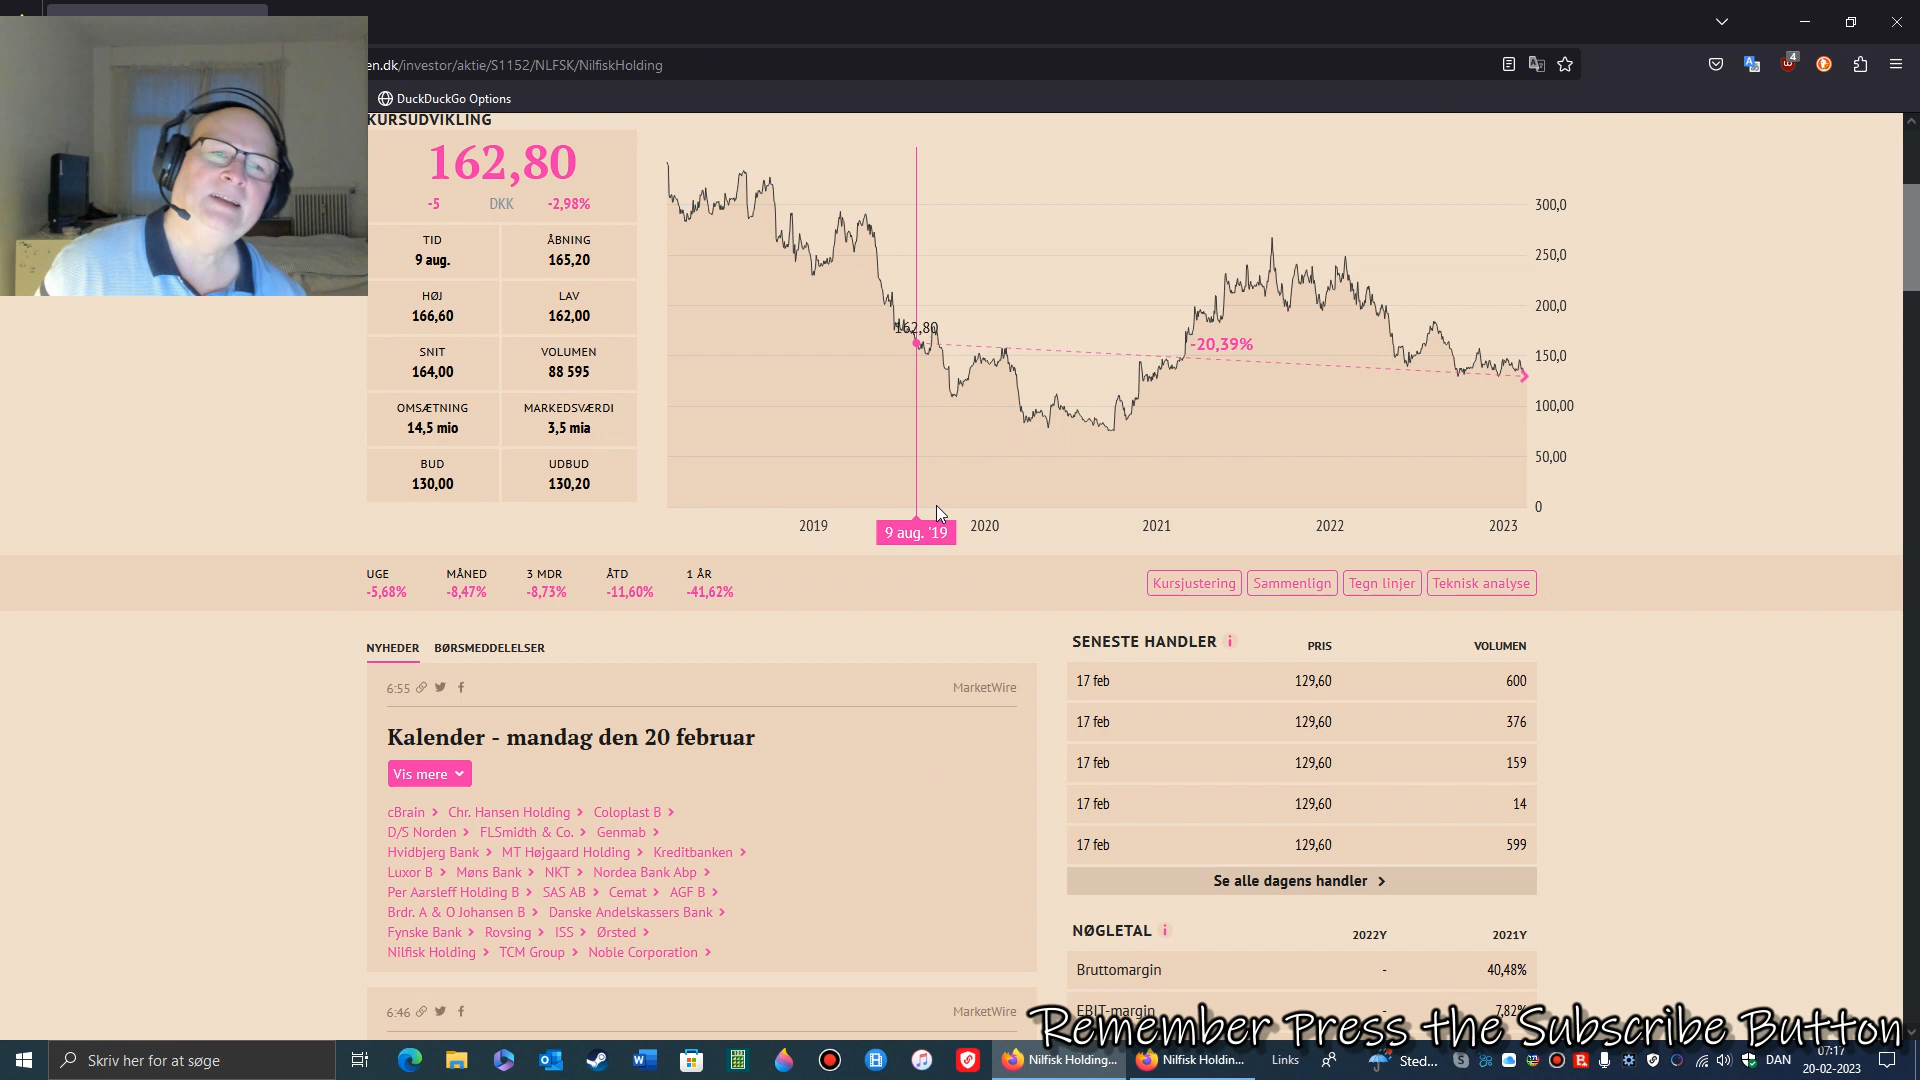 en.dk/investor/aktie/S1152/NLFSK/NilfiskHolding
4
DuckDuckGo Options
KURSUDVIKLING
162,80
-5 DKK -2,98%
TID ÅBNING
9 aug. 165,20
HØJ LAV
166,60 162,00
SNIT VOLUMEN
164,00 88 595
OMSÆTNING MARKEDSVÆRDI
14,5 mio 3,5 mia
BUD UDBUD
130,00 130,20
300,0
250,0
200,0
150,0
100,00
50,00
0
162,80
-20,39%
2019 9 aug. '19 2020 2021 2022 2023
UGE MÅNED 3 MDR ÅTD 1 ÅR
-5,68% -8,47% -8,73% -11,60% -41,62%
Kursjustering Sammenlign Tegn linjer Teknisk analyse
NYHEDER BØRSMEDDELELSER
6:55 MarketWire
Kalender - mandag den 20 februar
Vis mere
cBrain Chr. Hansen Holding Coloplast B
D/S Norden FLSmidth & Co. Genmab
Hvidbjerg Bank MT Højgaard Holding Kreditbanken
Luxor B Møns Bank NKT Nordea Bank Abp
Per Aarsleff Holding B SAS AB Cemat AGF B
Brdr. A & O Johansen B Danske Andelskassers Bank
Fynske Bank Rovsing ISS Ørsted
Nilfisk Holding TCM Group Noble Corporation
6:46 MarketWire
SENESTE HANDLER PRIS VOLUMEN
17 feb 129,60 600
17 feb 129,60 376
17 feb 129,60 159
17 feb 129,60 14
17 feb 129,60 599
Se alle dagens handler
NØGLETAL 2022Y 2021Y
Bruttomargin - 40,48%
EBIT-margin - 7,82%
Remember Press the Subscribe Button
Skriv her for at søge
Nilfisk Holding...
Nilfisk Holdin...
Links
Sted...
DAN
07:17
20-02-2023